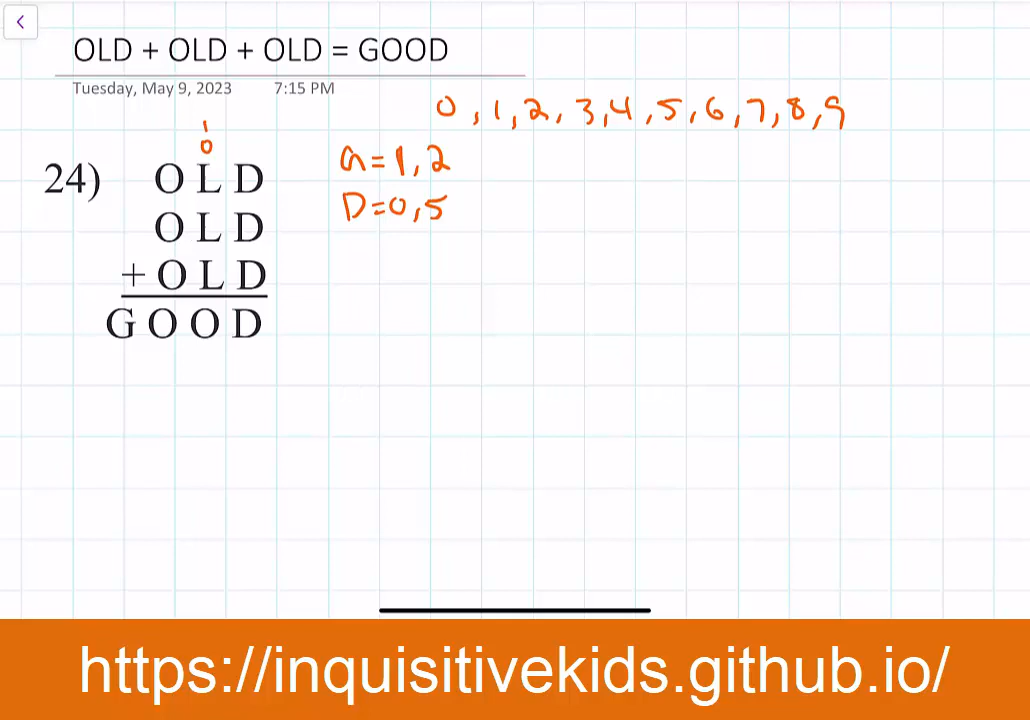 OLD + OLD + OLD = GOOD
Tuesday, May 9, 2023 7:15 PM
0, 1, 2, 3, 4, 5, 6, 7, 8, 9
1
0
G = 1, 2
24) O L D
D = 0, 5
O L D
+ O L D
G O O D
https://inquisitivekids.github.io/